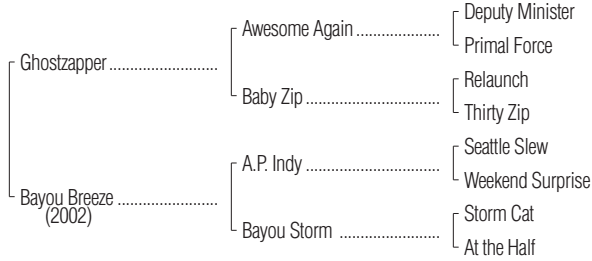 Deputy Minister
Awesome Again ....................
Primal Force
Ghostzapper ..........................
Relaunch
Baby Zip ................................
Thirty Zip
Seattle Slew
A.P. Indy ................................
Weekend Surprise
Bayou Breeze ........................
(2002)
Storm Cat
Bayou Storm ........................
At the Half